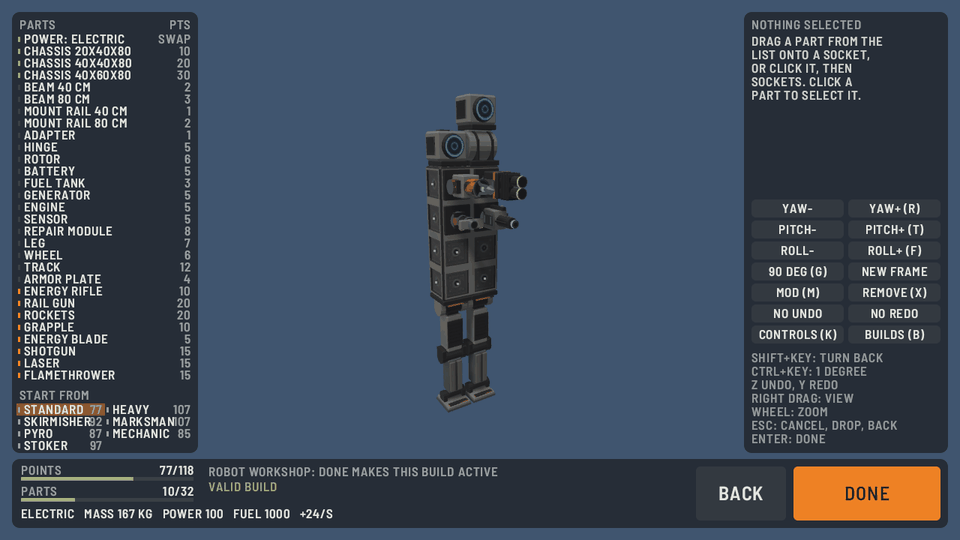 PARTS PTS
POWER: ELECTRIC SWAP
CHASSIS 20X40X80 10
CHASSIS 40X40X80 20
CHASSIS 40X60X80 30
BEAM 40 CM 2
BEAM 80 CM 3
MOUNT RAIL 40 CM 1
MOUNT RAIL 80 CM 2
ADAPTER 1
HINGE 5
ROTOR 6
BATTERY 5
FUEL TANK 3
GENERATOR 5
ENGINE 5
SENSOR 5
REPAIR MODULE 8
LEG 7
WHEEL 6
TRACK 12
ARMOR PLATE 4
ENERGY RIFLE 10
RAIL GUN 20
ROCKETS 20
GRAPPLE 10
ENERGY BLADE 5
SHOTGUN 15
LASER 15
FLAMETHROWER 15
START FROM
STANDARD 77 HEAVY 107
SKIRMISHER 92 MARKSMAN 107
PYRO 87 MECHANIC 85
STOKER 97
NOTHING SELECTED
DRAG A PART FROM THE
LIST ONTO A SOCKET,
OR CLICK IT, THEN
SOCKETS. CLICK A
PART TO SELECT IT.
YAW- YAW+ (R)
PITCH- PITCH+ (T)
ROLL- ROLL+ (F)
90 DEG (G) NEW FRAME
MOD (M) REMOVE (X)
NO UNDO NO REDO
CONTROLS (K) BUILDS (B)
SHIFT+KEY: TURN BACK
CTRL+KEY: 1 DEGREE
Z UNDO, Y REDO
RIGHT DRAG: VIEW
WHEEL: ZOOM
ESC: CANCEL, DROP, BACK
ENTER: DONE
POINTS 77/118
PARTS 10/32
ELECTRIC MASS 167 KG POWER 100 FUEL 1000 +24/S
ROBOT WORKSHOP: DONE MAKES THIS BUILD ACTIVE
VALID BUILD
BACK DONE